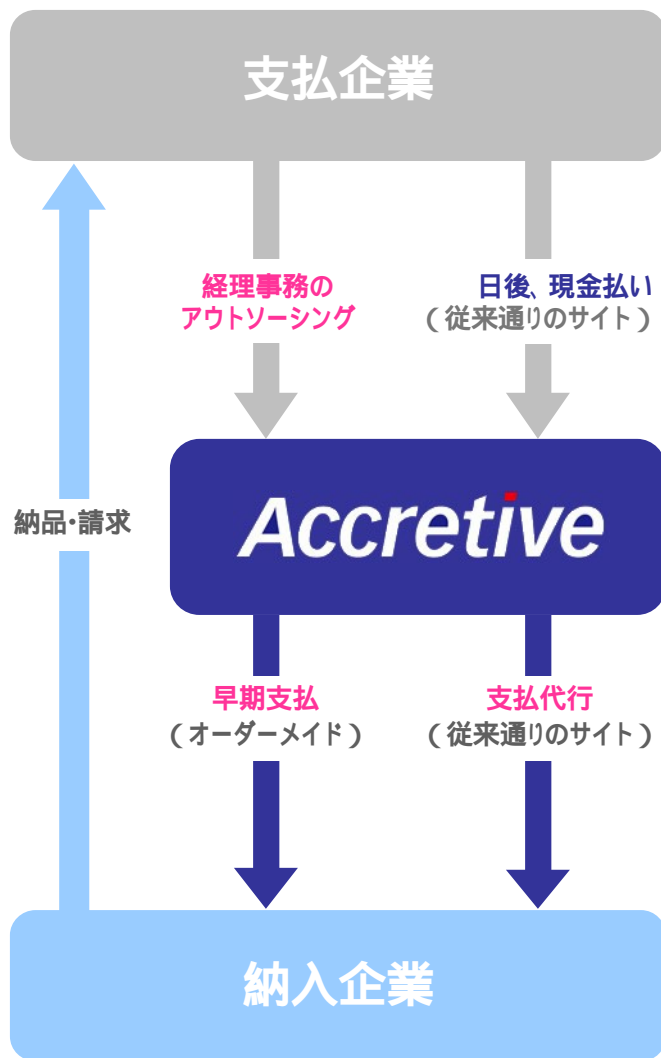 支払企業
経理事務の
アウトソーシング
日後、現金払い
(従来通りのサイト)
納品・請求
Accretive
早期支払
(オーダーメイド)
支払代行
(従来通りのサイト)
納入企業